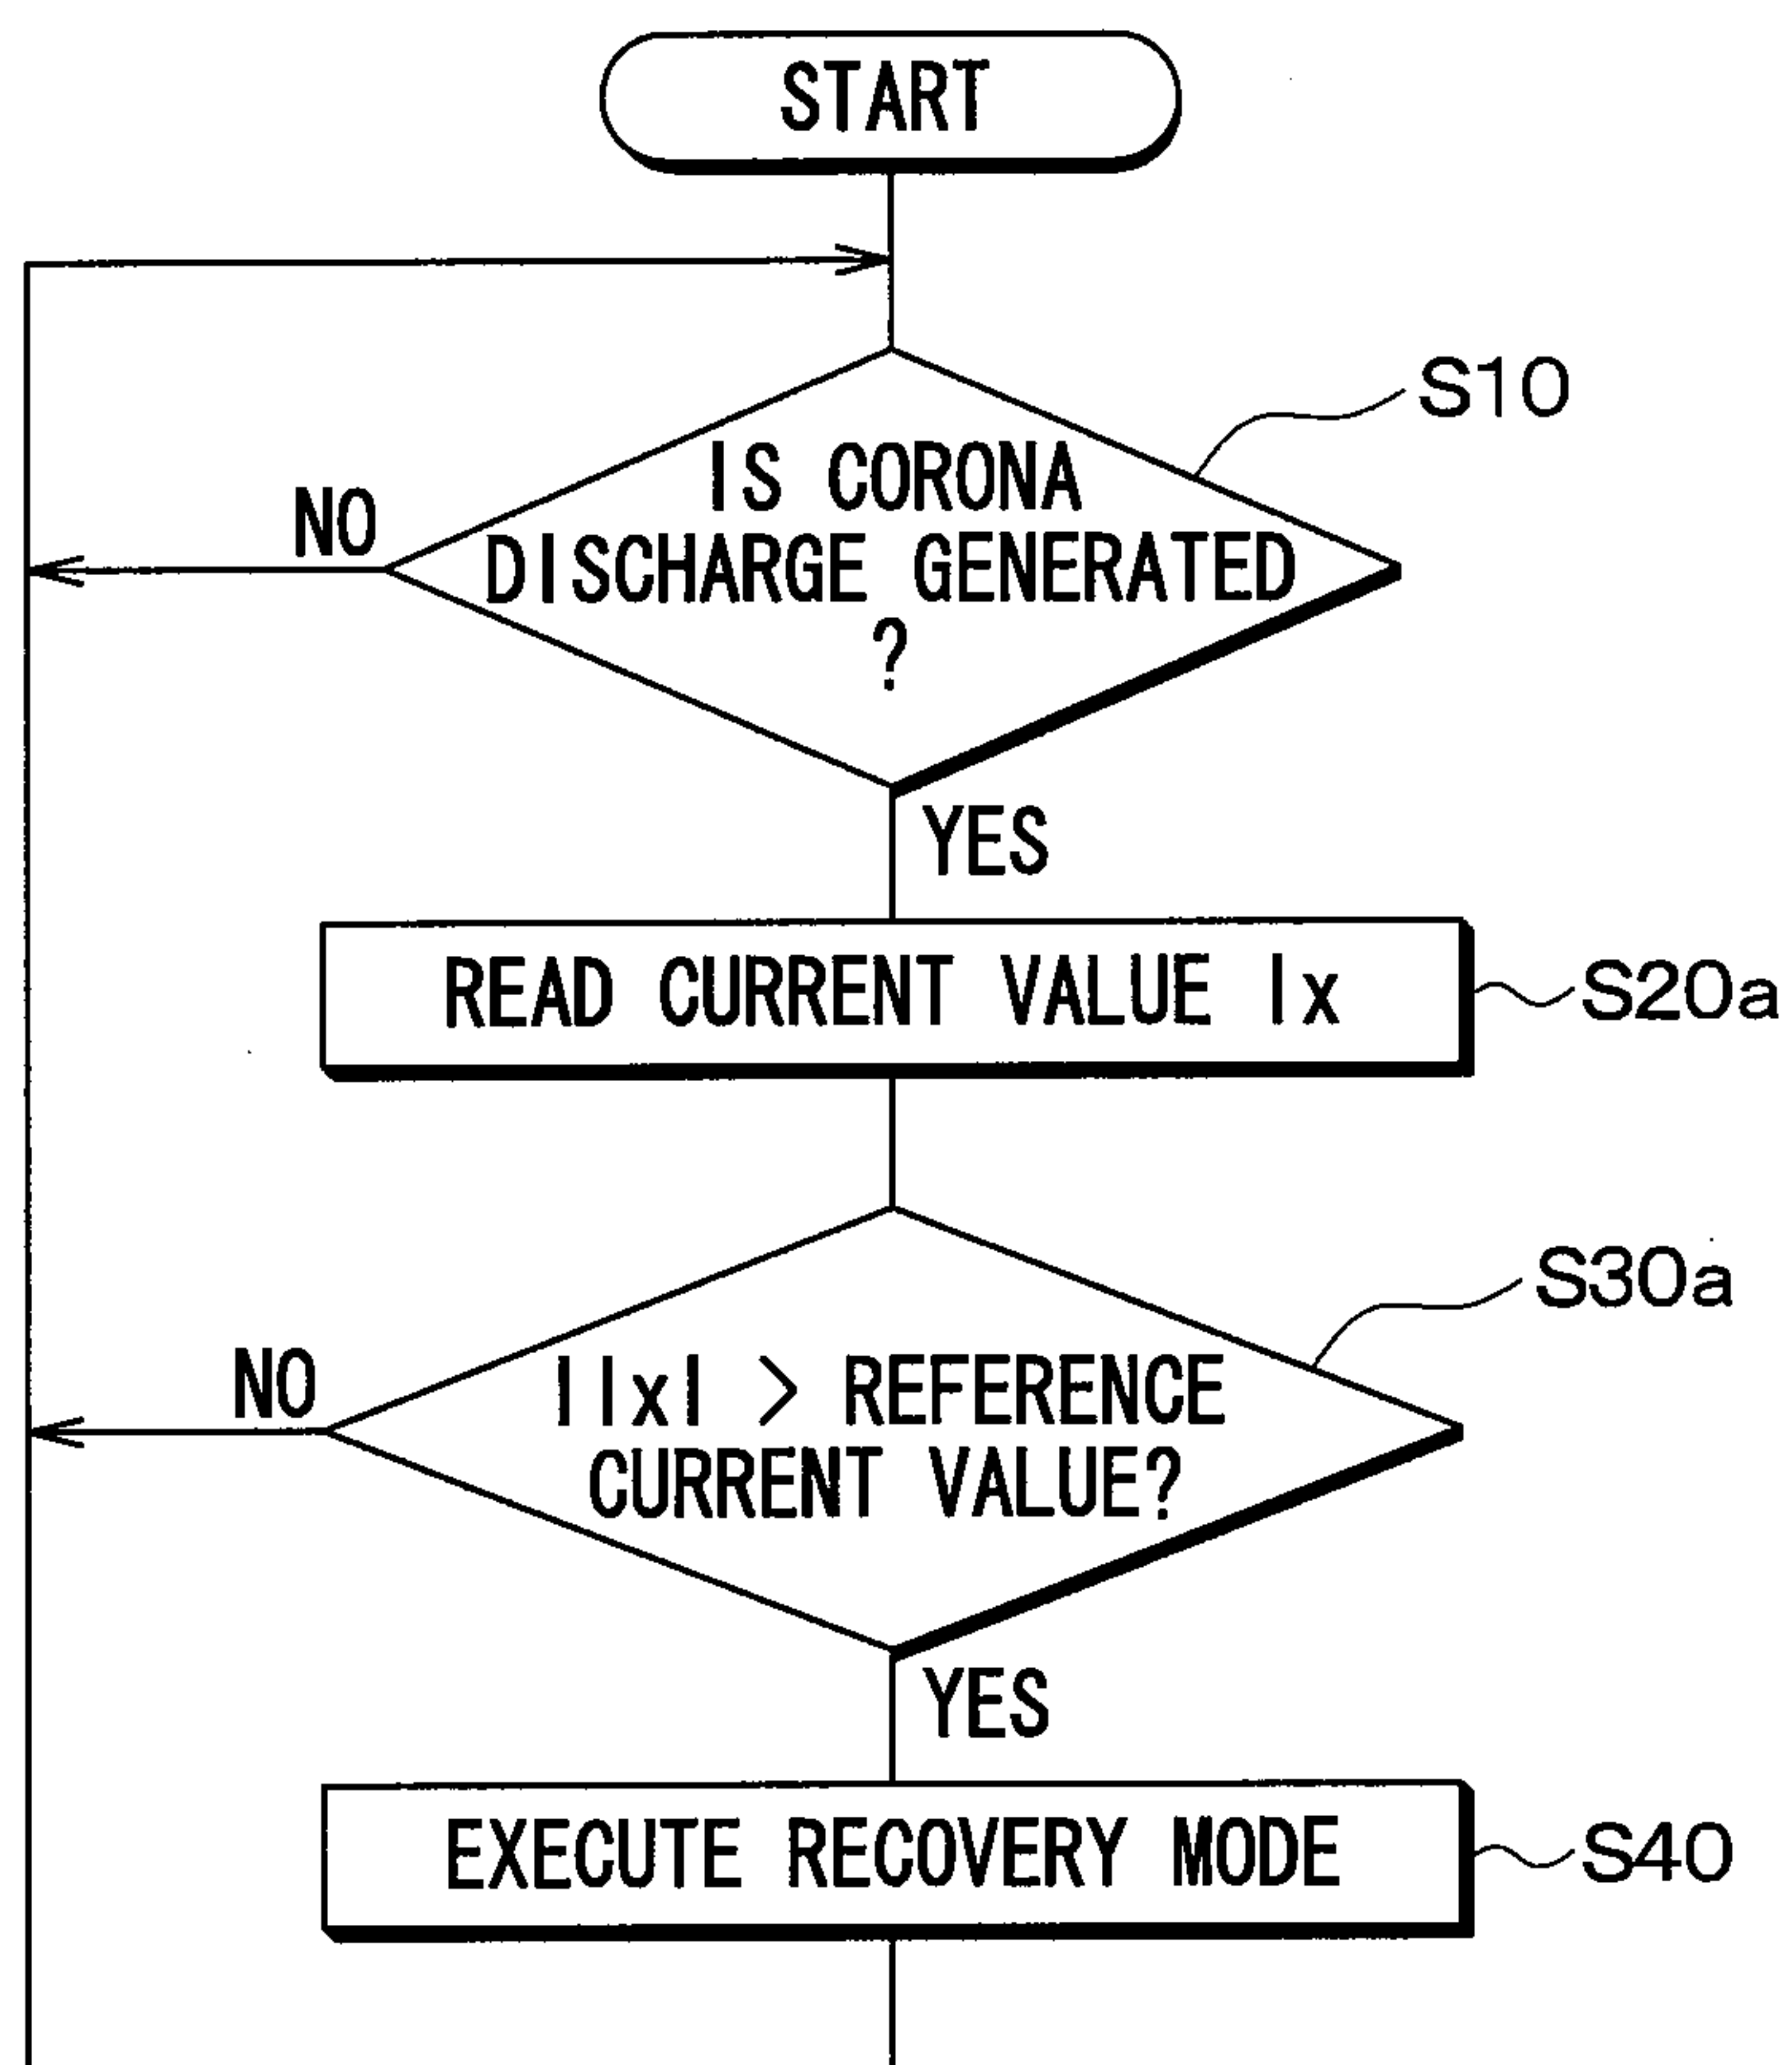 START
S10
IS CORONA
DISCHARGE GENERATED
?
NO
YES
READ CURRENT VALUE Ix
S20a
S30a
|Ix| > REFERENCE
CURRENT VALUE?
NO
YES
EXECUTE RECOVERY MODE
S40